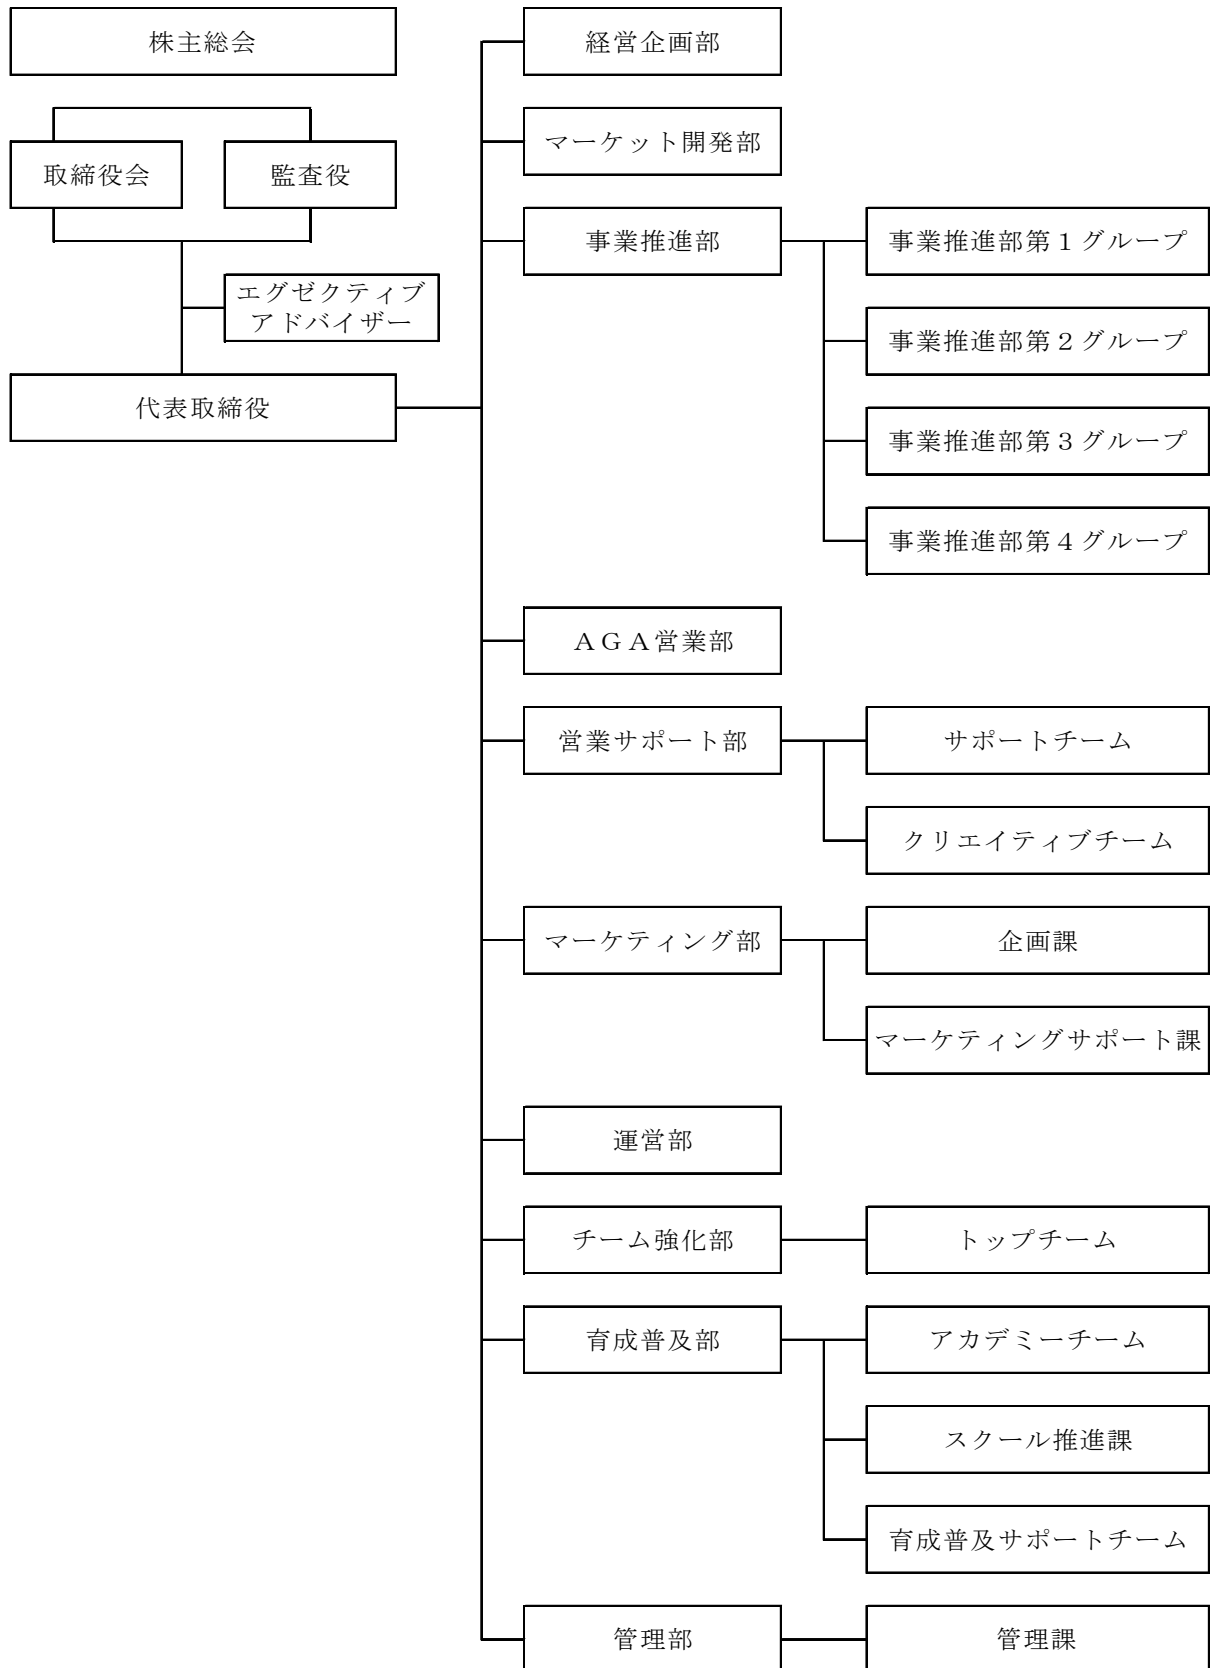 株主総会
取締役会
監査役
エグゼクティブ
アドバイザー
代表取締役
経営企画部
マーケット開発部
事業推進部
事業推進部第１グループ
事業推進部第２グループ
事業推進部第３グループ
事業推進部第４グループ
ＡＧＡ営業部
営業サポート部
サポートチーム
クリエイティブチーム
マーケティング部
企画課
マーケティングサポート課
運営部
チーム強化部
トップチーム
育成普及部
アカデミーチーム
スクール推進課
育成普及サポートチーム
管理部
管理課